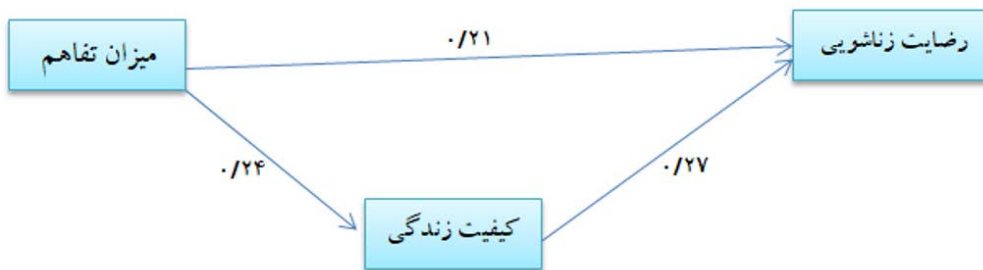 رضایت زناشویی
۰/۲۱
میزان تفاهم
۰/۲۴
۰/۲۷
کیفیت زندگی